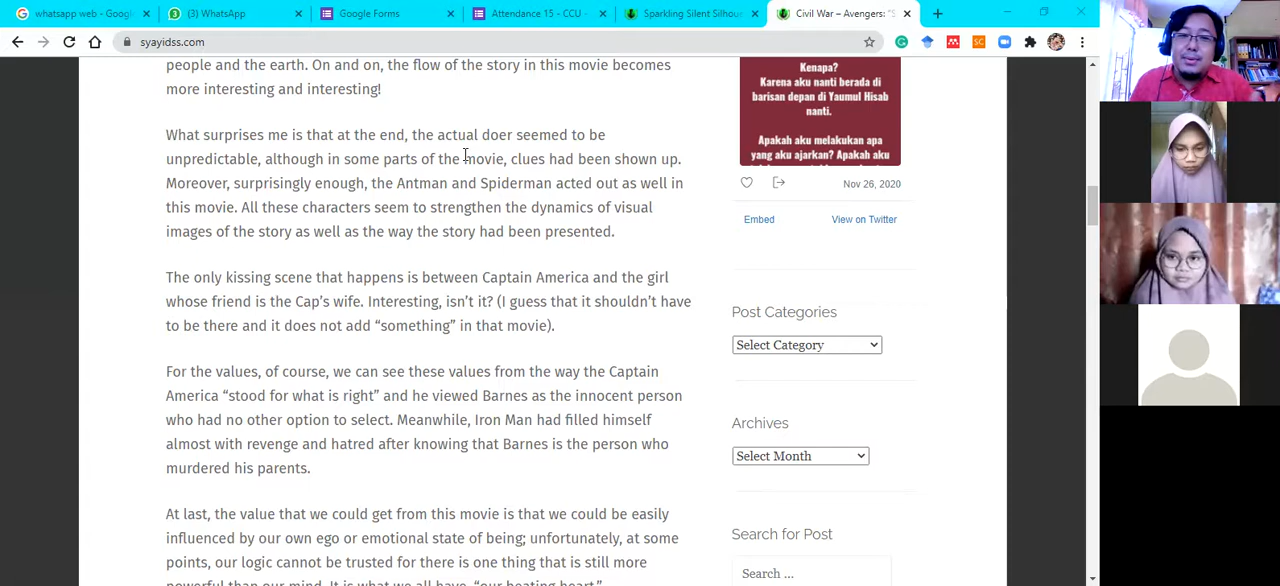 whatsapp web - Google
(3) WhatsApp
Google Forms
Attendance 15 - CCU -
Sparkling Silent Silhou
Civil War – Avengers: "S
syayidss.com
people and the earth. On and on, the flow of the story in this movie becomes
more interesting and interesting!
What surprises me is that at the end, the actual doer seemed to be
unpredictable, although in some parts of the movie, clues had been shown up.
Moreover, surprisingly enough, the Antman and Spiderman acted out as well in
this movie. All these characters seem to strengthen the dynamics of visual
images of the story as well as the way the story had been presented.
The only kissing scene that happens is between Captain America and the girl
whose friend is the Cap's wife. Interesting, isn't it? (I guess that it shouldn't have
to be there and it does not add “something” in that movie).
For the values, of course, we can see these values from the way the Captain
America “stood for what is right” and he viewed Barnes as the innocent person
who had no other option to select. Meanwhile, Iron Man had filled himself
almost with revenge and hatred after knowing that Barnes is the person who
murdered his parents.
At last, the value that we could get from this movie is that we could be easily
influenced by our own ego or emotional state of being; unfortunately, at some
points, our logic cannot be trusted for there is one thing that is still more
powerful than our mind. It is what we all have, “our beating heart.”
Kenapa?
Karena aku nanti berada di
barisan depan di Yaumul Hisab
nanti.
Apakah aku melakukan apa
yang aku ajarkan? Apakah aku
Nov 26, 2020
Embed
View on Twitter
Post Categories
Select Category
Archives
Select Month
Search for Post
Search ...